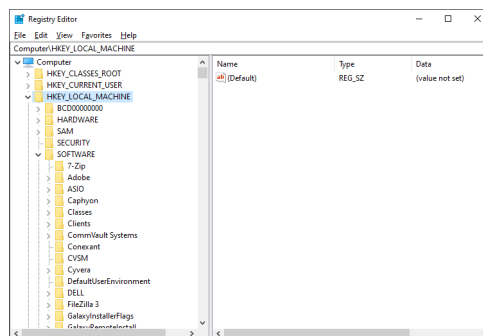 Registry Editor
File Edit View Favorites Help
Computer\HKEY_LOCAL_MACHINE
Computer
HKEY_CLASSES_ROOT
HKEY_CURRENT_USER
HKEY_LOCAL_MACHINE
BCD00000000
HARDWARE
SAM
SECURITY
SOFTWARE
7-Zip
Adobe
ASIO
Caphyon
Classes
Clients
CommVault Systems
Conexant
CVSM
Cyvera
DefaultUserEnvironment
DELL
FileZilla 3
GalaxyInstallerFlags
GalaxyRemoteInstall
Name Type Data
ab (Default) REG_SZ (value not set)